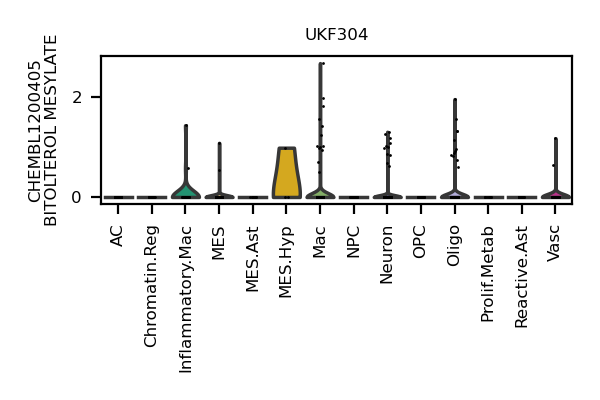 UKF304
CHEMBL1200405
BITOLTEROL MESYLATE
2
0
AC
Chromatin.Reg
Inflammatory.Mac
MES
MES.Ast
MES.Hyp
Mac
NPC
Neuron
OPC
Oligo
Prolif.Metab
Reactive.Ast
Vasc